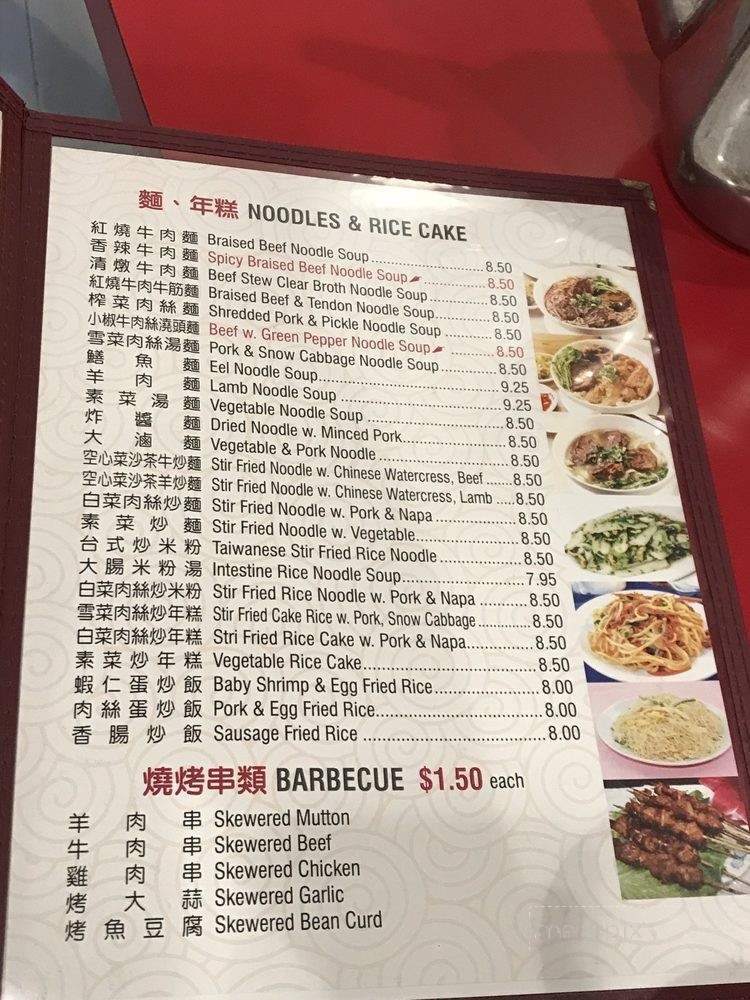 麵、年糕 NOODLES & RICE CAKE
紅燒牛肉麵 Braised Beef Noodle Soup 8.50
香辣牛肉麵 Spicy Braised Beef Noodle Soup 8.50
清燉牛肉麵 Beef Stew Clear Broth Noodle Soup 8.50
紅燒牛肉牛筋麵 Braised Beef & Tendon Noodle Soup 8.50
榨菜肉絲麵 Shredded Pork & Pickle Noodle Soup 8.50
小椒牛肉絲澆頭麵 Beef w. Green Pepper Noodle Soup 8.50
雪菜肉絲湯麵 Pork & Snow Cabbage Noodle Soup 8.50
鱔魚麵 Eel Noodle Soup 9.25
羊肉麵 Lamb Noodle Soup 9.25
素菜湯麵 Vegetable Noodle Soup 8.50
炸醬麵 Dried Noodle w. Minced Pork 8.50
大滷麵 Vegetable & Pork Noodle 8.50
空心菜沙茶牛炒麵 Stir Fried Noodle w. Chinese Watercress, Beef 8.50
空心菜沙茶羊炒麵 Stir Fried Noodle w. Chinese Watercress, Lamb 8.50
白菜肉絲炒麵 Stir Fried Noodle w. Pork & Napa 8.50
素菜炒麵 Stir Fried Noodle w. Vegetable 8.50
台式炒米粉 Taiwanese Stir Fried Rice Noodle 8.50
大腸米粉湯 Intestine Rice Noodle Soup 7.95
白菜肉絲炒米粉 Stir Fried Rice Noodle w. Pork & Napa 8.50
雪菜肉絲炒年糕 Stir Fried Cake Rice w. Pork, Snow Cabbage 8.50
白菜肉絲炒年糕 Stri Fried Rice Cake w. Pork & Napa 8.50
素菜炒年糕 Vegetable Rice Cake 8.50
蝦仁蛋炒飯 Baby Shrimp & Egg Fried Rice 8.00
肉絲蛋炒飯 Pork & Egg Fried Rice 8.00
香腸炒飯 Sausage Fried Rice 8.00
燒烤串類 BARBECUE $1.50 each
羊肉串 Skewered Mutton
牛肉串 Skewered Beef
雞肉串 Skewered Chicken
烤大蒜 Skewered Garlic
烤魚豆腐 Skewered Bean Curd